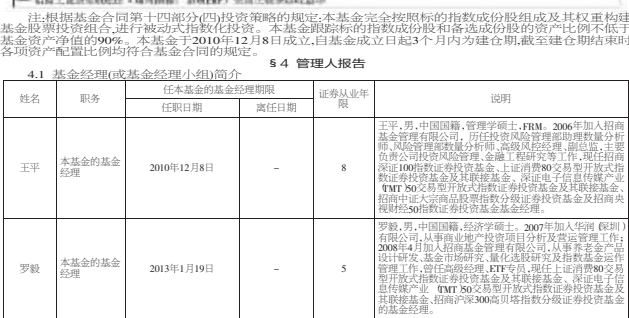 注:根据基金合同第十四部分(四)投资策略的规定:本基金完全按照标的指数成份股组成及其权重构建
基金股票投资组合,进行被动式指数化投资。本基金跟踪标的指数成份股和备选成份股的资产比例不低于
基金资产净值的90%。本基金于2010年12月8日成立,自基金成立日起3个月内为建仓期,截至建仓期结束时
各项资产配置比例均符合基金合同的规定。
§4 管理人报告
4.1 基金经理(或基金经理小组)简介
姓名 职务 任本基金的基金经理期限 证券从业年限 说明
任职日期 离任日期
王平 本基金的基金经理 2010年12月8日 - 8
王平,男,中国国籍,管理学硕士,FRM。2006年加入招商
基金管理有限公司, 历任投资风险管理部助理数量分析
师、风险管理部数量分析师、高级风控经理、副总监,主要
负责公司投资风险管理、金融工程研究等工作,现任招商
深证100指数证券投资基金、上证消费80交易型开放式指
数证券投资基金及其联接基金、深证电子信息传媒产业
(TMT)50交易型开放式指数证券投资基金及其联接基金、
招商中证大宗商品股票指数分级证券投资基金及招商央
视财经50指数证券投资基金基金经理。
罗毅 本基金的基金经理 2013年1月19日 - 5
罗毅,男,中国国籍,经济学硕士。2007年加入华润(深圳)
有限公司,从事商业地产投资项目分析及营运管理工作;
2008年4月加入招商基金管理有限公司,从事养老金产品
设计研发、基金市场研究、量化选股研究及指数基金运作
管理工作,曾任高级经理、ETF专员,现任上证消费80交易
型开放式指数证券投资基金及其联接基金、深证电子信
息传媒产业 (TMT)50交易型开放式指数证券投资基金及
其联接基金、招商沪深300高贝塔指数分级证券投资基金
的基金经理。